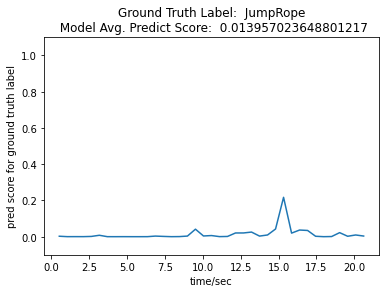 Ground Truth Label:  JumpRope
Model Avg. Predict Score:  0.013957023648801217
pred score for ground truth label
1.0
0.8
0.6
0.4
0.2
0.0
0.0 2.5 5.0 7.5 10.0 12.5 15.0 17.5 20.0
time/sec